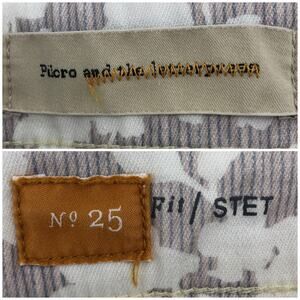 Pilcro and the letterpress
Nº 25
Fit/ STET